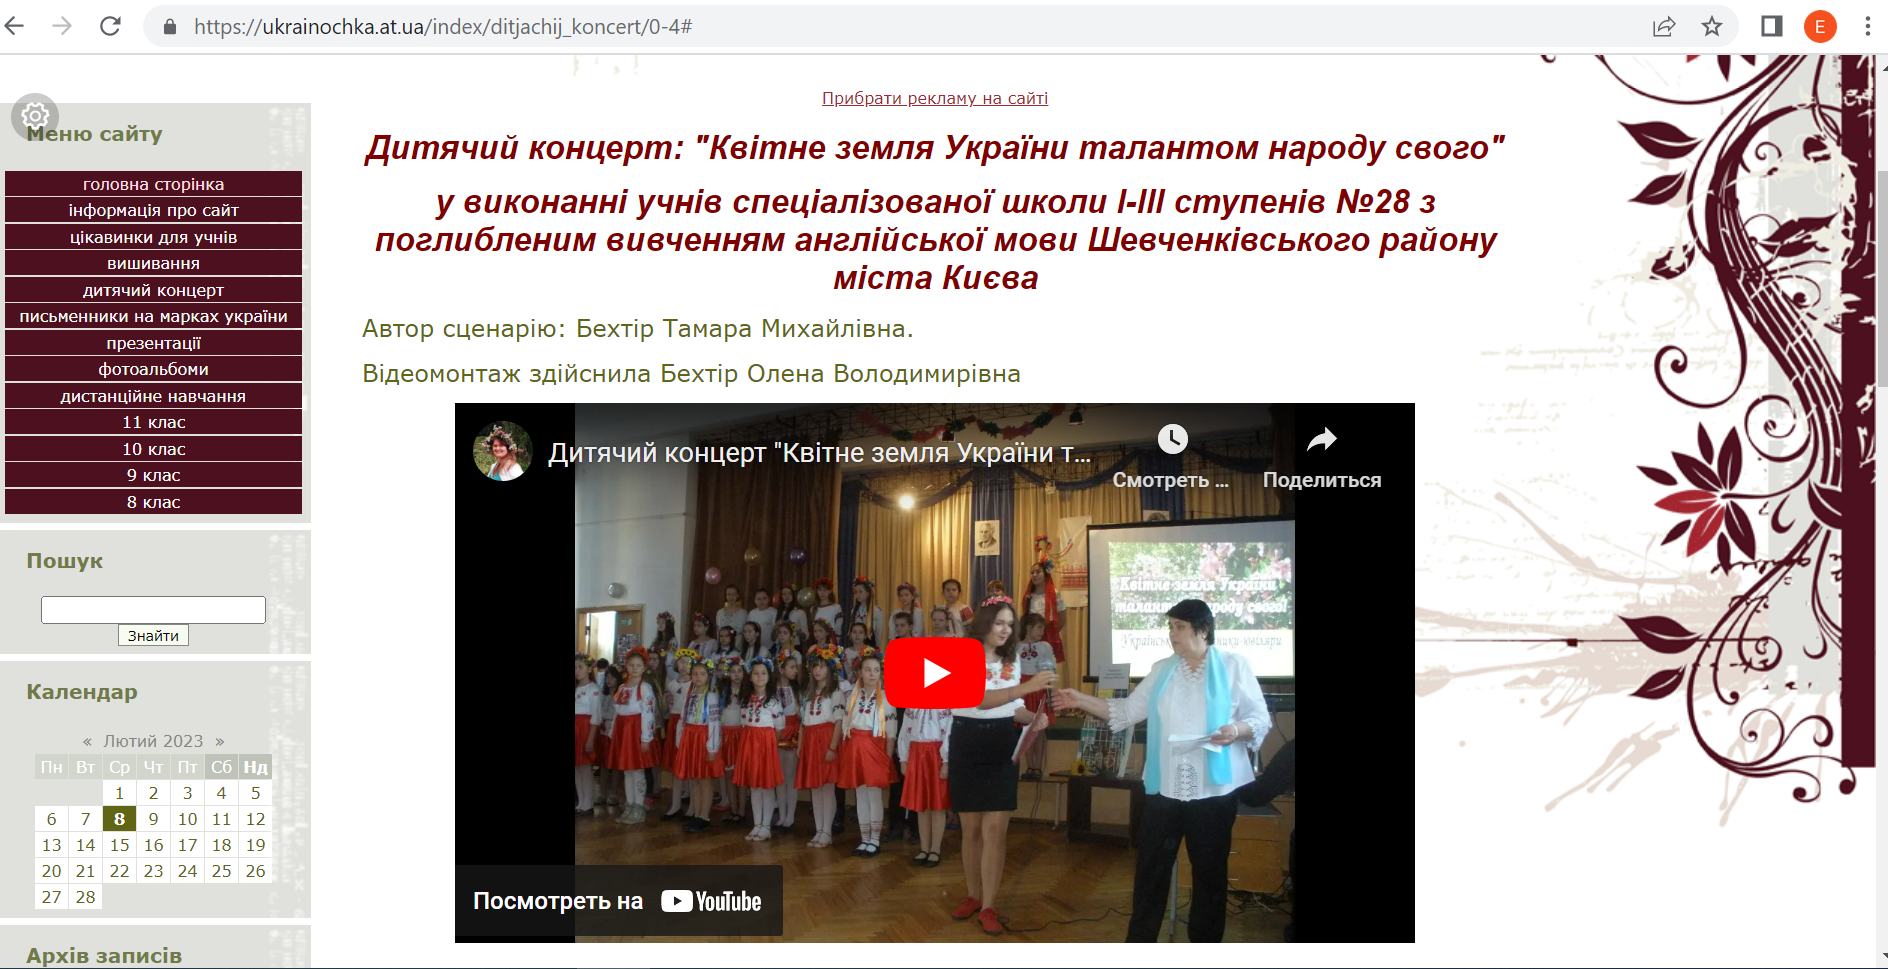 https://ukrainochka.at.ua/index/ditjachij_koncert/0-4#
E
Прибрати рекламу на сайті
Меню сайту
головна сторінка
інформація про сайт
цікавинки для учнів
вишивання
дитячий концерт
письменники на марках україни
презентації
фотоальбоми
дистанційне навчання
11 клас
10 клас
9 клас
8 клас
Пошук
Знайти
Календар
« Лютий 2023 »
Пн Вт Ср Чт Пт Сб Нд
1 2 3 4 5
6 7 8 9 10 11 12
13 14 15 16 17 18 19
20 21 22 23 24 25 26
27 28
Архів записів
Дитячий концерт: "Квітне земля України талантом народу свого"
у виконанні учнів спеціалізованої школи І-ІІІ ступенів №28 з
поглибленим вивченням англійської мови Шевченківського району
міста Києва
Автор сценарію: Бехтір Тамара Михайлівна.
Відеомонтаж здійснила Бехтір Олена Володимирівна
Дитячий концерт "Квітне земля України т...
Смотреть ...
Поделиться
Квітне земля України
талантом народу свого!
Посмотреть на YouTube